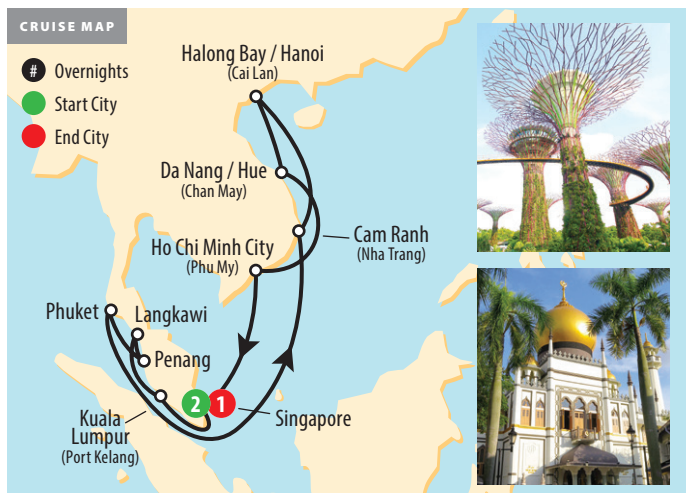 CRUISE MAP
# Overnights
Start City
End City
Halong Bay / Hanoi
(Cai Lan)
Da Nang / Hue
(Chan May)
Cam Ranh
(Nha Trang)
Ho Chi Minh City
(Phu My)
Phuket
Langkawi
Penang
2
1
Singapore
Kuala
Lumpur
(Port Kelang)